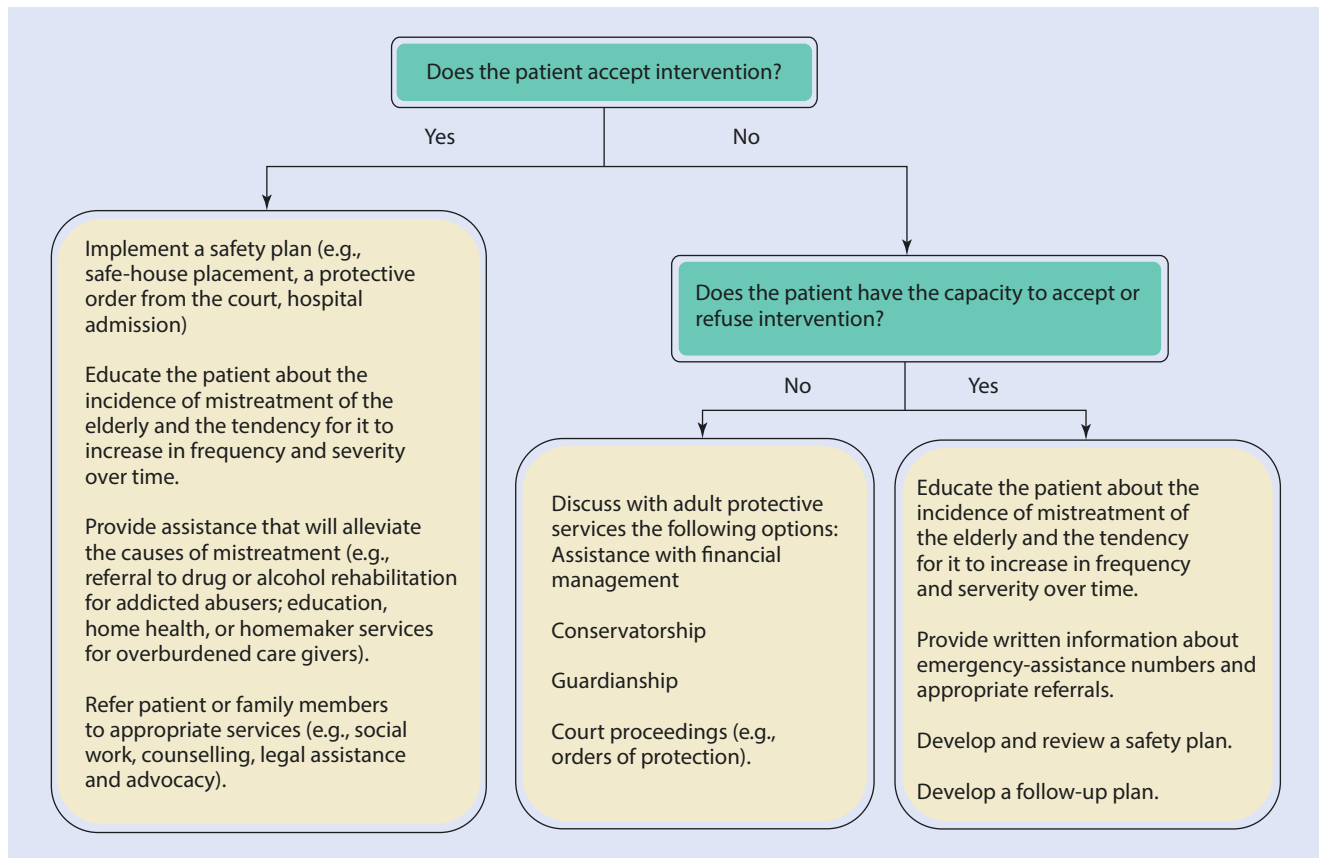 Does the patient accept intervention?
Yes
No
Implement a safety plan (e.g.,
safe-house placement, a protective
order from the court, hospital
admission)
Educate the patient about the
incidence of mistreatment of the
elderly and the tendency for it to
increase in frequency and severity
over time.
Provide assistance that will alleviate
the causes of mistreatment (e.g.,
referral to drug or alcohol rehabilitation
for addicted abusers; education,
home health, or homemaker services
for overburdened care givers).
Refer patient or family members
to appropriate services (e.g., social
work, counselling, legal assistance
and advocacy).
Does the patient have the capacity to accept or
refuse intervention?
No
Yes
Discuss with adult protective
services the following options:
Assistance with financial
management
Conservatorship
Guardianship
Court proceedings (e.g.,
orders of protection).
Educate the patient about the
incidence of mistreatment of
the elderly and the tendency
for it to increase in frequency
and serverity over time.
Provide written information about
emergency-assistance numbers and
appropriate referrals.
Develop and review a safety plan.
Develop a follow-up plan.